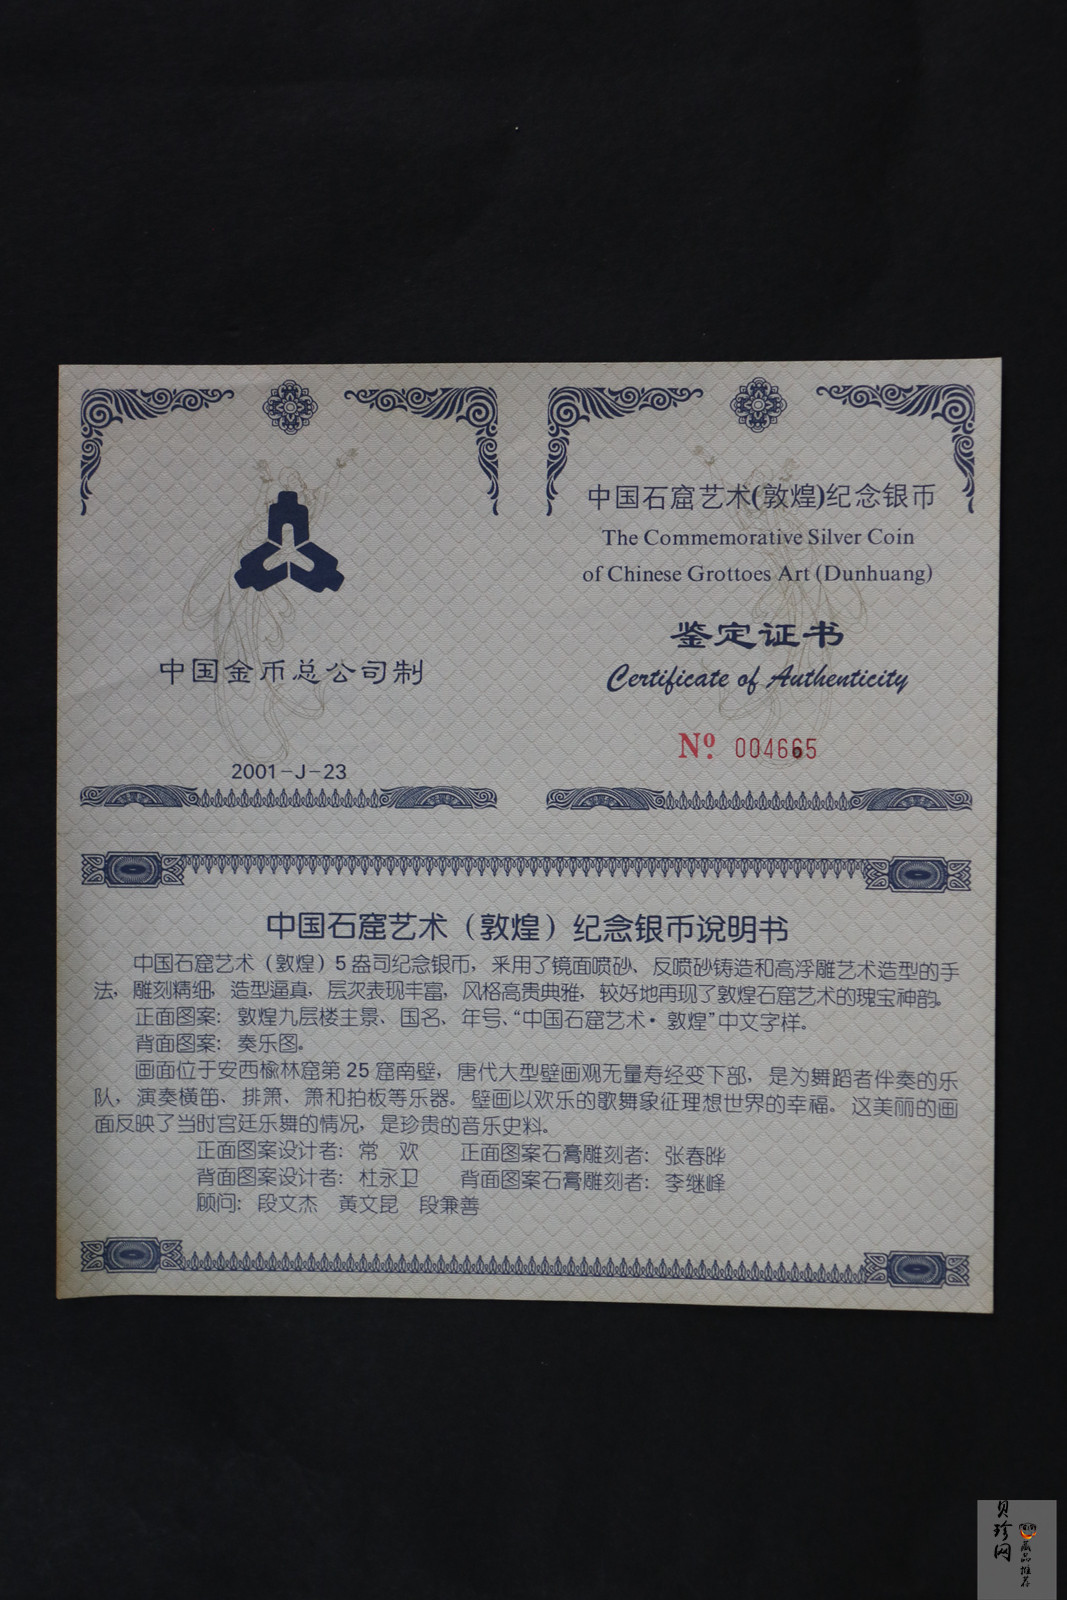 中国金币总公司制
2001-J-23
中国石窟艺术(敦煌)纪念银币
The Commemorative Silver Coin
of Chinese Grottoes Art (Dunhuang)
鉴定证书
Certificate of Authenticity
Nº. 004665
中国石窟艺术（敦煌）纪念银币说明书
中国石窟艺术（敦煌）5盎司纪念银币，采用了镜面喷砂、反喷砂铸造和高浮雕艺术造型的手
法，雕刻精细，造型逼真，层次表现丰富，风格高贵典雅，较好地再现了敦煌石窟艺术的瑰宝神韵。
正面图案：敦煌九层楼主景、国名、年号、“中国石窟艺术·敦煌”中文字样。
背面图案：奏乐图。
画面位于安西榆林窟第25窟南壁，唐代大型壁画观无量寿经变下部，是为舞蹈者伴奏的乐
队，演奏横笛、排箫、箫和拍板等乐器。壁画以欢乐的歌舞象征理想世界的幸福。这美丽的画
面反映了当时宫廷乐舞的情况，是珍贵的音乐史料。
正面图案设计者：常 欢 正面图案石膏雕刻者：张春晔
背面图案设计者：杜永卫 背面图案石膏雕刻者：李继峰
顾问：段文杰 黄文昆 段兼善
贝珍网
藏品推荐